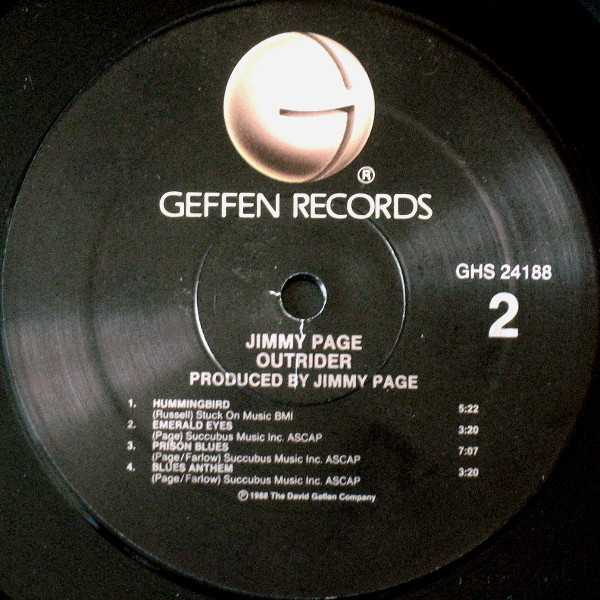 ®
GEFFEN RECORDS
GHS 24188
2
JIMMY PAGE
OUTRIDER
PRODUCED BY JIMMY PAGE
1. HUMMINGBIRD 5:22
(Russell) Stuck On Music BMI
2. EMERALD EYES 3:20
(Page) Succubus Music Inc. ASCAP
3. PRISON BLUES 7:07
(Page/Farlow) Succubus Music Inc. ASCAP
4. BLUES ANTHEM 3:20
(Page/Farlow) Succubus Music Inc. ASCAP
℗ 1988 The David Geffen Company